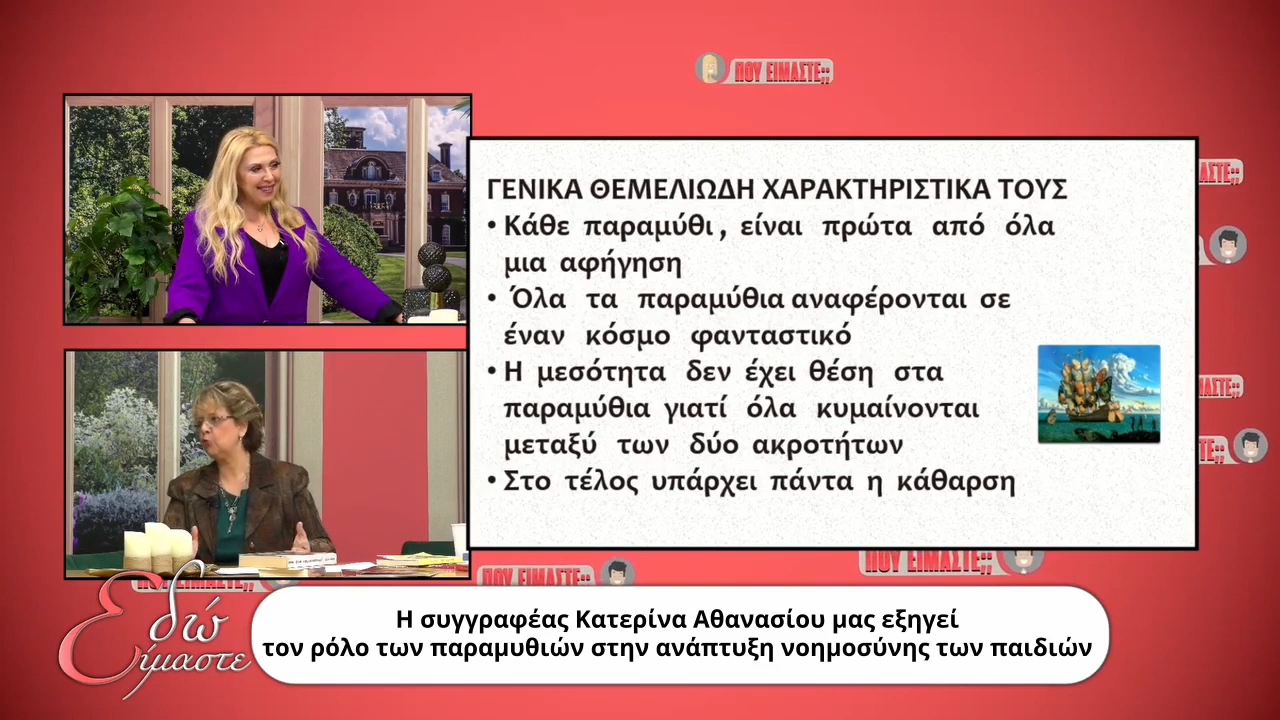 ΠΟΥ ΕΙΜΑΣΤΕ;;
ΓΕΝΙΚΑ ΘΕΜΕΛΙΩΔΗ ΧΑΡΑΚΤΗΡΙΣΤΙΚΑ ΤΟΥΣ
• Κάθε παραμύθι , είναι πρώτα από όλα
μια αφήγηση
• Όλα τα παραμύθια αναφέρονται σε
έναν κόσμο φανταστικό
• Η μεσότητα δεν έχει θέση στα
παραμύθια γιατί όλα κυμαίνονται
μεταξύ των δύο ακροτήτων
• Στο τέλος υπάρχει πάντα η κάθαρση
ΠΟΥ ΕΙΜΑΣΤΕ;;
ΠΟΥ ΕΙΜΑΣΤΕ;;
ΠΟΥ ΕΙΜΑΣΤΕ;;
Εδώ
Είμαστε
Η συγγραφέας Κατερίνα Αθανασίου μας εξηγεί
τον ρόλο των παραμυθιών στην ανάπτυξη νοημοσύνης των παιδιών